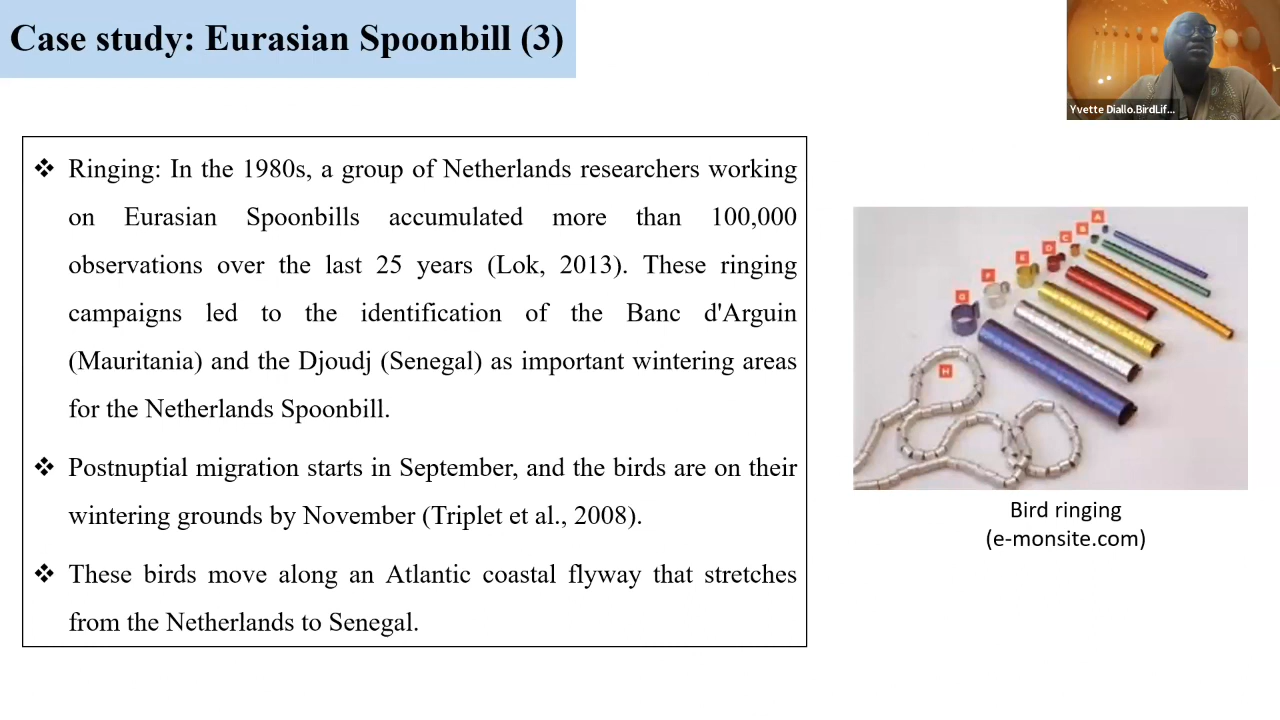 Case study: Eurasian Spoonbill (3)
Yvette Diallo.BirdLif...
❖ Ringing: In the 1980s, a group of Netherlands researchers working
on Eurasian Spoonbills accumulated more than 100,000
observations over the last 25 years (Lok, 2013). These ringing
campaigns led to the identification of the Banc d'Arguin
(Mauritania) and the Djoudj (Senegal) as important wintering areas
for the Netherlands Spoonbill.
❖ Postnuptial migration starts in September, and the birds are on their
wintering grounds by November (Triplet et al., 2008).
❖ These birds move along an Atlantic coastal flyway that stretches
from the Netherlands to Senegal.
A
B
C
D
E
F
G
H
Bird ringing
(e-monsite.com)